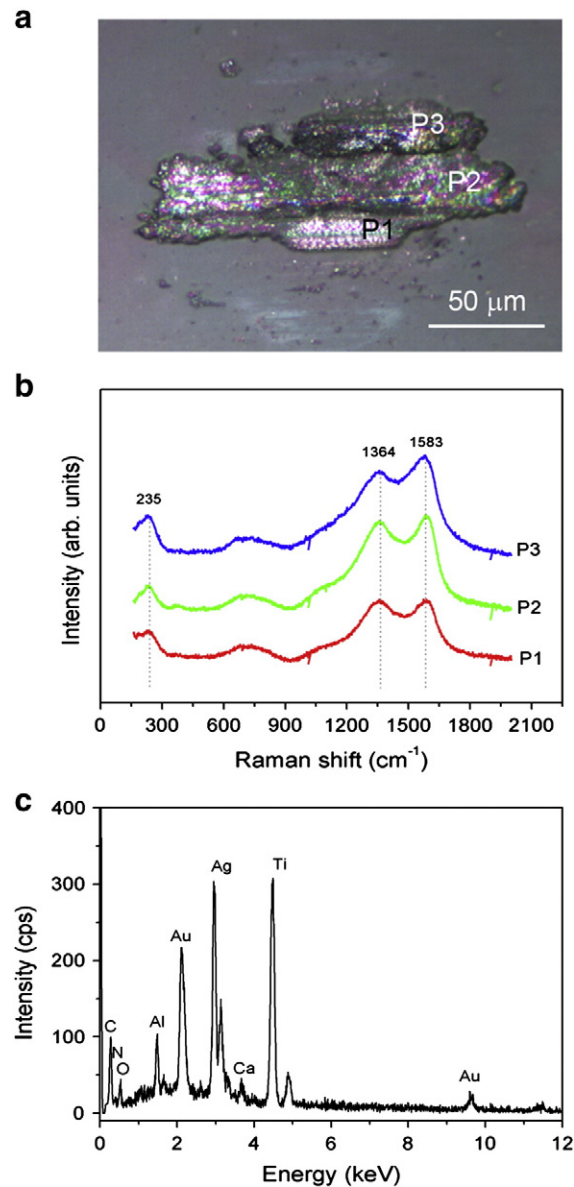 a
P3
P2
P1
50 μm
b
235
1364
1583
P3
P2
P1
Intensity (arb. units)
0 300 600 900 1200 1500 1800 2100
Raman shift (cm⁻¹)
c
400
300
200
100
0
C
N
O
Al
Au
Ag
Ca
Ti
Au
Intensity (cps)
0 2 4 6 8 10 12
Energy (keV)